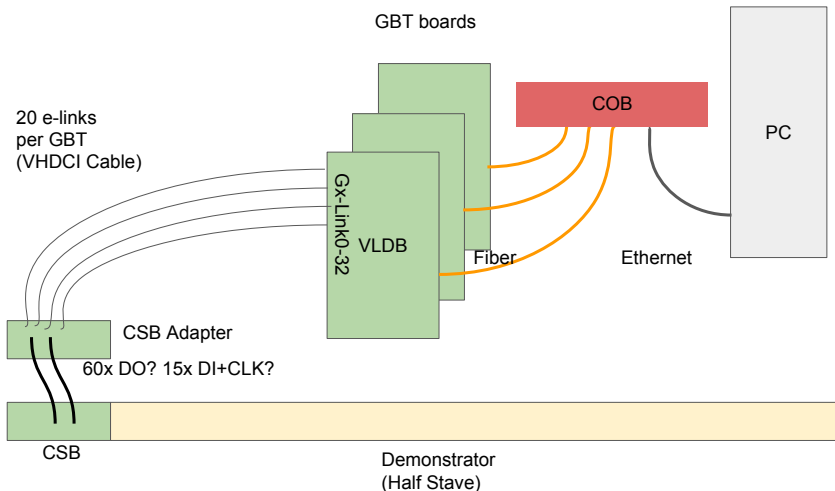 GBT boards
COB
PC
20 e-links
per GBT
(VHDCI Cable)
Gx-Link0-32
VLDB
Fiber
Ethernet
CSB Adapter
60x DO? 15x DI+CLK?
CSB
Demonstrator
(Half Stave)